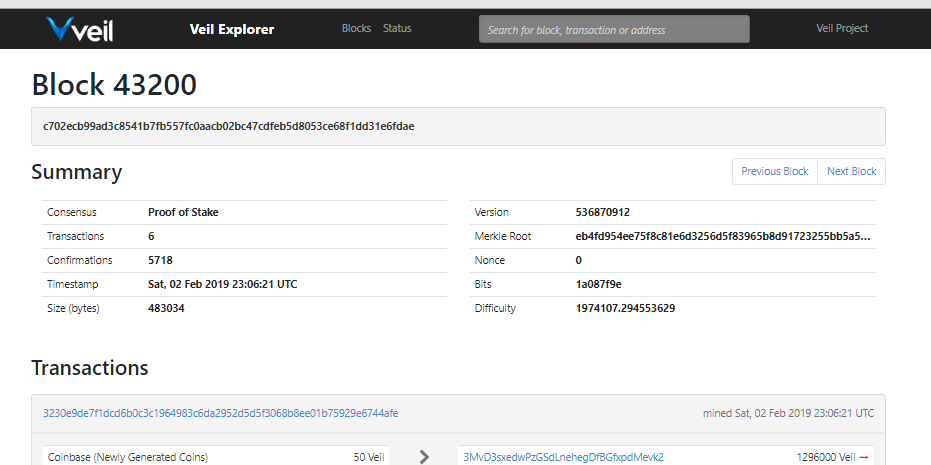 veil Veil Explorer Blocks Status Search for block, transaction or address Veil Project
Block 43200
c702ecb99ad3c8541b7fb557fc0aacb02bc47cdfeb5d8053ce68f1dd31e6fdae
Summary Previous Block Next Block
Consensus Proof of Stake Version 536870912
Transactions 6 Merkle Root eb4fd954ee75f8c81e6d3256d5f83965b8d91723255bb5a5...
Confirmations 5718 Nonce 0
Timestamp Sat, 02 Feb 2019 23:06:21 UTC Bits 1a087f9e
Size (bytes) 483034 Difficulty 1974107.294553629
Transactions
3230e9de7f1dcd6b0c3c1964983c6da2952d5d5f3068b8ee01b75929e6744afe mined Sat, 02 Feb 2019 23:06:21 UTC
Coinbase (Newly Generated Coins) 50 Veil 3MvD3sxedwPzGSdLnehegDfBGfxpdMevk2 1296000 Veil →